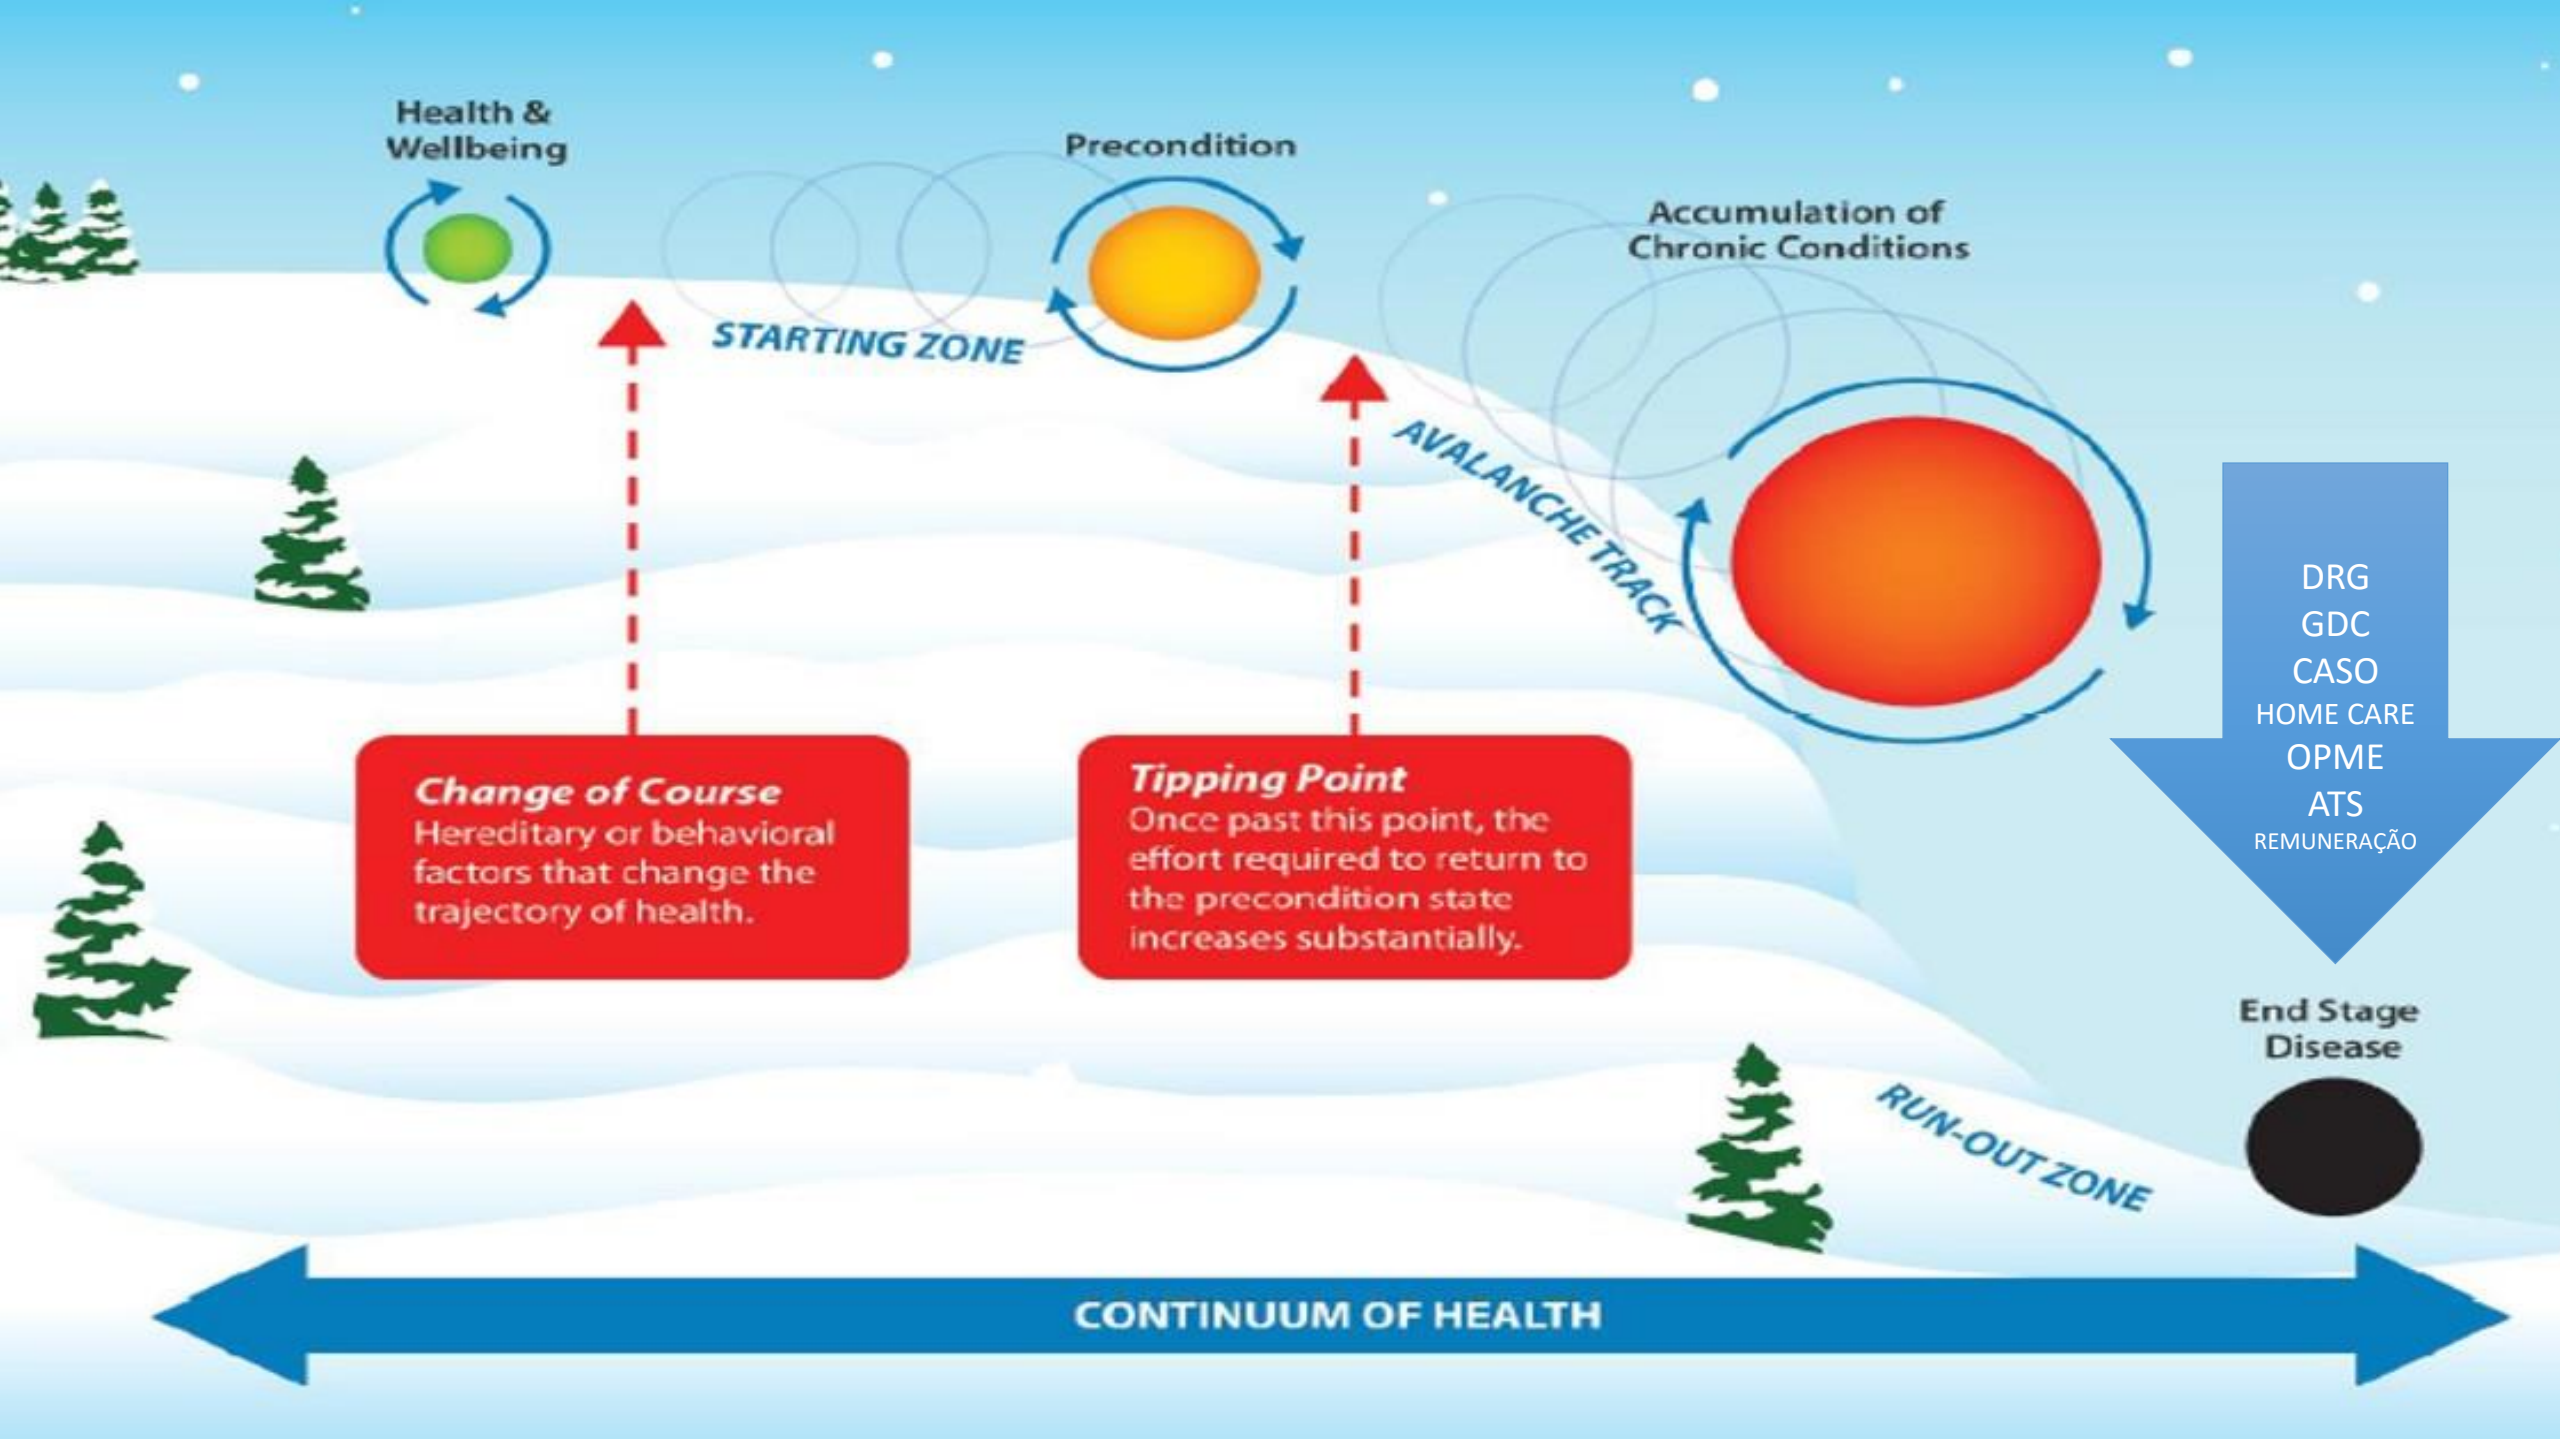 Health &
Wellbeing
Precondition
Accumulation of
Chronic Conditions
STARTING ZONE
AVALANCHE TRACK
DRG
GDC
CASO
HOME CARE
OPME
ATS
REMUNERAÇÃO
Change of Course
Hereditary or behavioral
factors that change the
trajectory of health.
Tipping Point
Once past this point, the
effort required to return to
the precondition state
increases substantially.
End Stage
Disease
RUN-OUT ZONE
CONTINUUM OF HEALTH